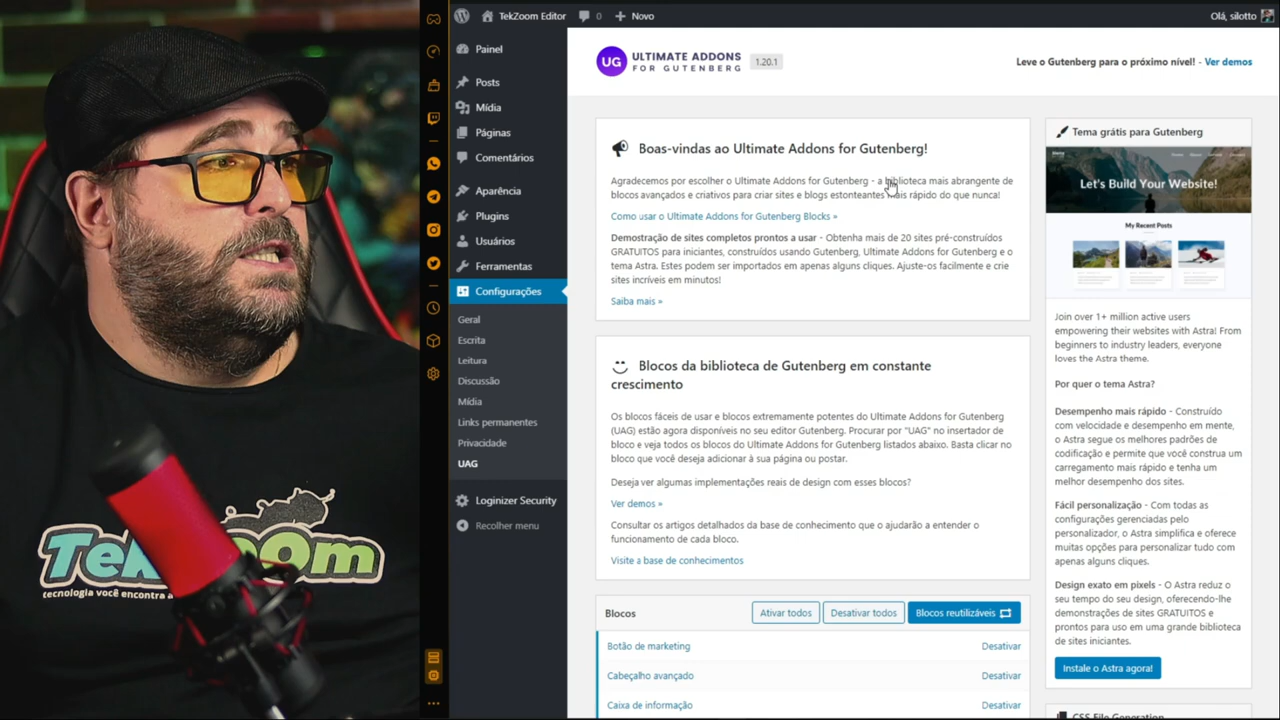 TekZoom
tecnologia você encontra a
TekZoom Editor
0
Novo
Olá, silotto
Painel
Posts
Mídia
Páginas
Comentários
Aparência
Plugins
Usuários
Ferramentas
Configurações
Geral
Escrita
Leitura
Discussão
Mídia
Links permanentes
Privacidade
UAG
Loginizer Security
Recolher menu
UG
ULTIMATE ADDONS
FOR GUTENBERG
1.20.1
Leve o Gutenberg para o próximo nível! - Ver demos
Boas-vindas ao Ultimate Addons for Gutenberg!
Agradecemos por escolher o Ultimate Addons for Gutenberg - a biblioteca mais abrangente de
blocos avançados e criativos para criar sites e blogs estonteantes mais rápido do que nunca!
Como usar o Ultimate Addons for Gutenberg Blocks »
Demostração de sites completos prontos a usar - Obtenha mais de 20 sites pré-construídos
GRATUITOS para iniciantes, construídos usando Gutenberg, Ultimate Addons for Gutenberg e o
tema Astra. Estes podem ser importados em apenas alguns cliques. Ajuste-os facilmente e crie
sites incríveis em minutos!
Saiba mais »
Blocos da biblioteca de Gutenberg em constante
crescimento
Os blocos fáceis de usar e blocos extremamente potentes do Ultimate Addons for Gutenberg
(UAG) estão agora disponíveis no seu editor Gutenberg. Procurar por "UAG" no insertador de
bloco e veja todos os blocos do Ultimate Addons for Gutenberg listados abaixo. Basta clicar no
bloco que você deseja adicionar à sua página ou postar.
Deseja ver algumas implementações reais de design com esses blocos?
Ver demos »
Consultar os artigos detalhados da base de conhecimento que o ajudarão a entender o
funcionamento de cada bloco.
Visite a base de conhecimentos
Blocos
Ativar todos
Desativar todos
Blocos reutilizáveis
Botão de marketing
Desativar
Cabeçalho avançado
Desativar
Caixa de informação
Desativar
Tema grátis para Gutenberg
Let's Build Your Website!
My Recent Posts
Join over 1+ million active users
empowering their websites with Astra! From
beginners to industry leaders, everyone
loves the Astra theme.
Por quer o tema Astra?
Desempenho mais rápido - Construído
com velocidade e desempenho em mente,
o Astra segue os melhores padrões de
codificação e permite que você construa um
carregamento mais rápido e tenha um
melhor desempenho dos sites.
Fácil personalização - Com todas as
configurações gerenciadas pelo
personalizador, o Astra simplifica e oferece
muitas opções para personalizar tudo com
apenas alguns cliques.
Design exato em pixels - O Astra reduz o
seu tempo do seu design, oferecendo-lhe
demonstrações de sites GRATUITOS e
prontos para uso em uma grande biblioteca
de sites iniciantes.
Instale o Astra agora!
CSS File Generation